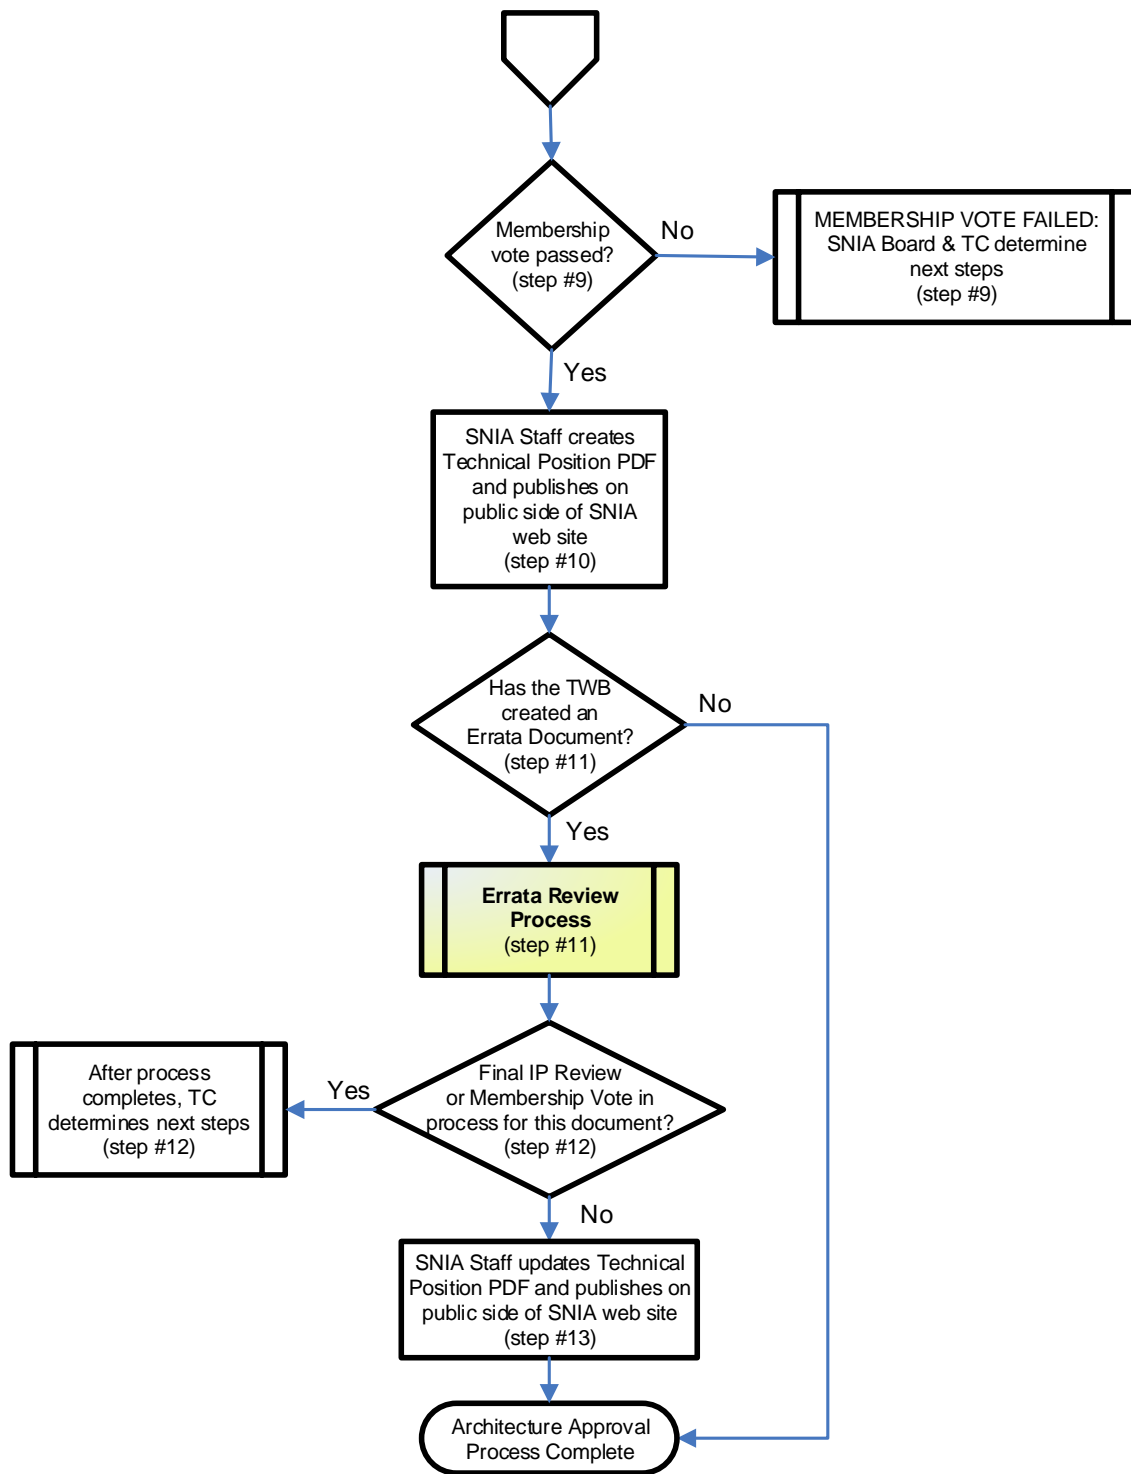 Membership
vote passed?
(step #9)
No
MEMBERSHIP VOTE FAILED:
SNIA Board & TC determine
next steps
(step #9)
Yes
SNIA Staff creates
Technical Position PDF
and publishes on
public side of SNIA
web site
(step #10)
Has the TWB
created an
Errata Document?
(step #11)
No
Yes
Errata Review
Process
(step #11)
Final IP Review
or Membership Vote in
process for this document?
(step #12)
Yes
After process
completes, TC
determines next steps
(step #12)
No
SNIA Staff updates Technical
Position PDF and publishes on
public side of SNIA web site
(step #13)
Architecture Approval
Process Complete